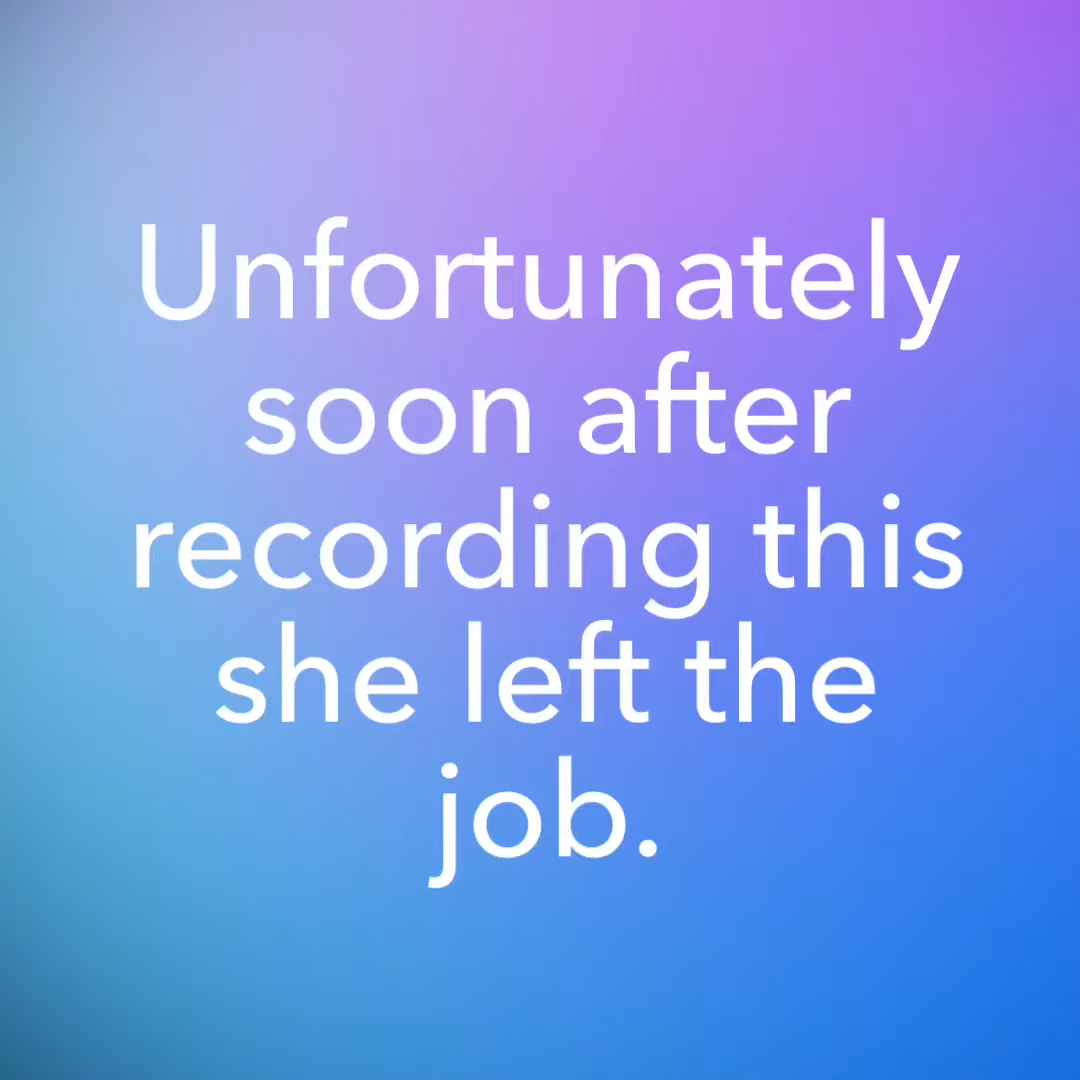 Unfortunately
soon after
recording this
she left the
job.